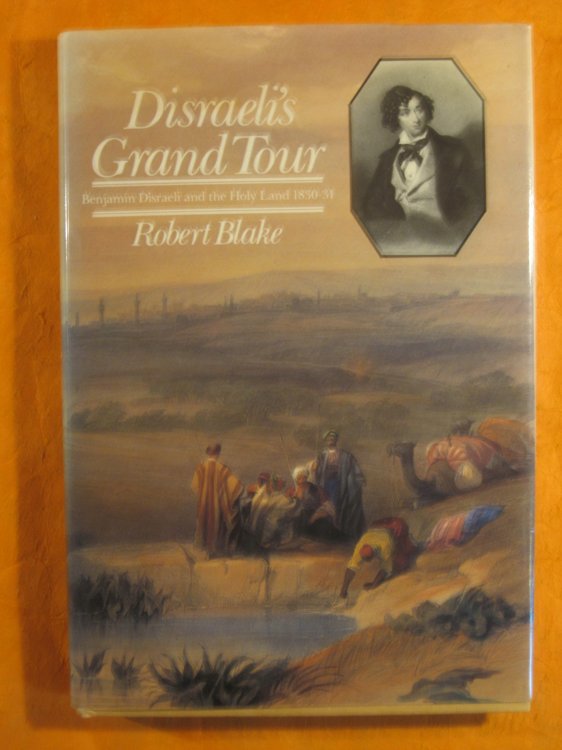 Disraeli's
Grand Tour
Benjamin Disraeli and the Holy Land 1830-31
Robert Blake